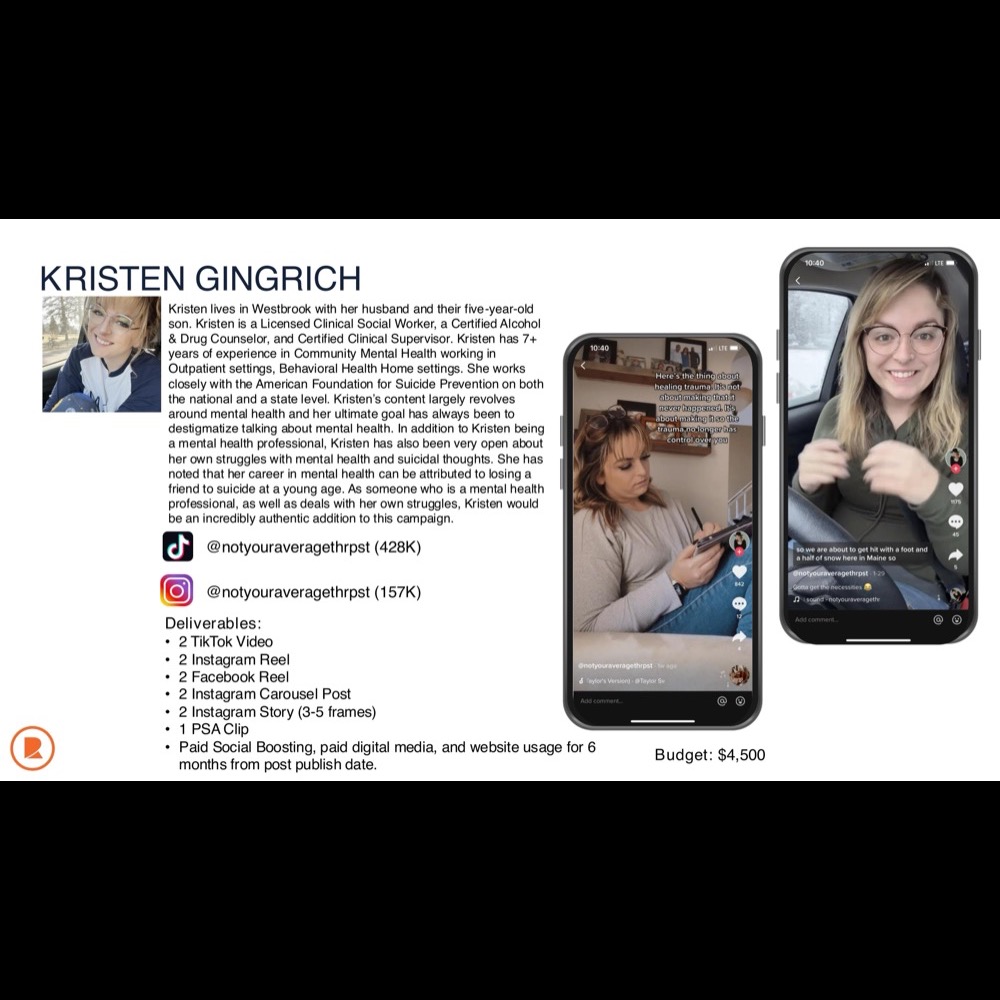 KRISTEN GINGRICH
Kristen lives in Westbrook with her husband and their five-year-old
son. Kristen is a Licensed Clinical Social Worker, a Certified Alcohol
& Drug Counselor, and Certified Clinical Supervisor. Kristen has 7+
years of experience in Community Mental Health working in
Outpatient settings, Behavioral Health Home settings. She works
closely with the American Foundation for Suicide Prevention on both
the national and a state level. Kristen's content largely revolves
around mental health and her ultimate goal has always been to
destigmatize talking about mental health. In addition to Kristen being
a mental health professional, Kristen has also been very open about
her own struggles with mental health and suicidal thoughts. She has
noted that her career in mental health can be attributed to losing a
friend to suicide at a young age. As someone who is a mental health
professional, as well as deals with her own struggles, Kristen would
be an incredibly authentic addition to this campaign.
@notyouraveragethrpst (428K)
@notyouraveragethrpst (157K)
Deliverables:
• 2 TikTok Video
• 2 Instagram Reel
• 2 Facebook Reel
• 2 Instagram Carousel Post
• 2 Instagram Story (3-5 frames)
• 1 PSA Clip
• Paid Social Boosting, paid digital media, and website usage for 6
months from post publish date.
R
10:40
LTE
Here's the thing about
healing trauma. It's not
about making that it
never happened. It's
about making it so the
trauma no longer has
control over you
842
12
@notyouraveragethrpst
Taylor's Version) - @Taylor Sv
Add comment...
10:40
LTE
1175
45
5
so we are about to get hit with a foot and
a half of snow here in Maine so
@notyouraveragethrpst · 1-29
Gotta get the necessities 😂
sound - notyouraveragethr
Add comment...
Budget: $4,500